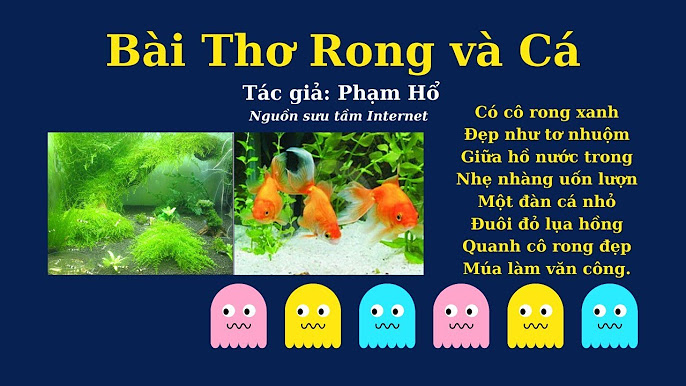 Bài Thơ Rong và Cá
Tác giả: Phạm Hổ
Nguồn sưu tầm Internet
Có cô rong xanh
Đẹp như tơ nhuộm
Giữa hồ nước trong
Nhẹ nhàng uốn lượn
Một đàn cá nhỏ
Đuôi đỏ lụa hồng
Quanh cô rong đẹp
Múa làm văn công.